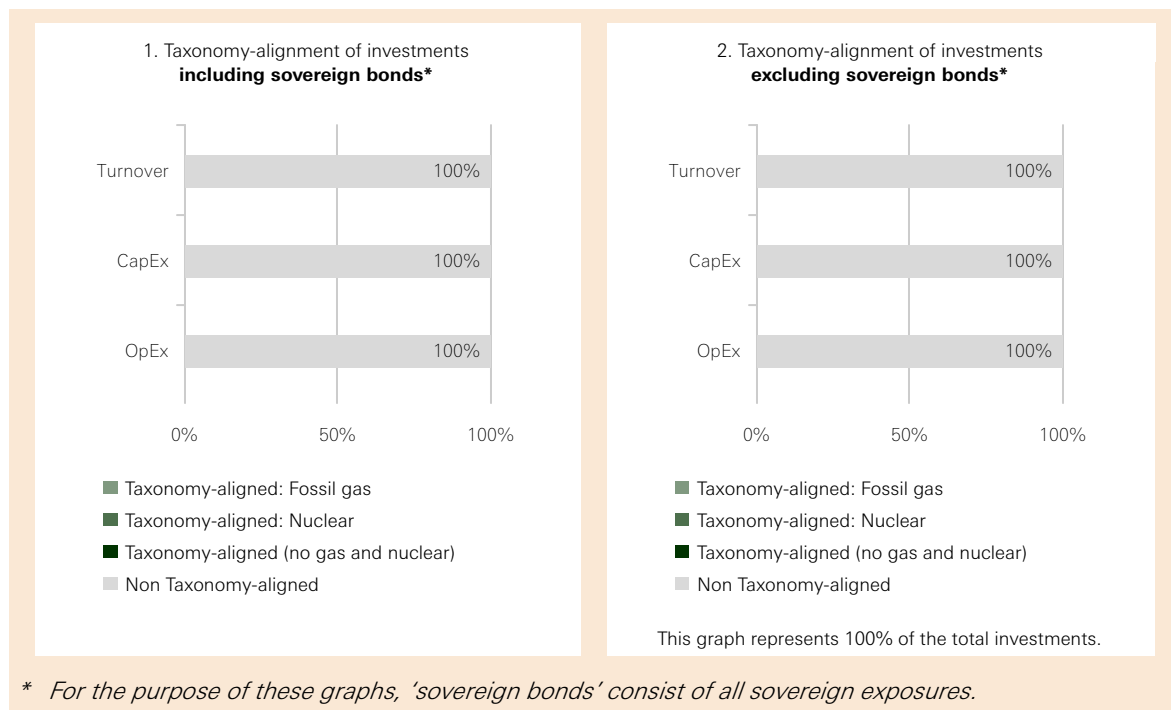 1. Taxonomy-alignment of investments
including sovereign bonds*
Turnover
100%
CapEx
100%
OpEx
100%
0%
50%
100%
Taxonomy-aligned: Fossil gas
Taxonomy-aligned: Nuclear
Taxonomy-aligned (no gas and nuclear)
Non Taxonomy-aligned
2. Taxonomy-alignment of investments
excluding sovereign bonds*
Turnover
100%
CapEx
100%
OpEx
100%
0%
50%
100%
Taxonomy-aligned: Fossil gas
Taxonomy-aligned: Nuclear
Taxonomy-aligned (no gas and nuclear)
Non Taxonomy-aligned
This graph represents 100% of the total investments.
* For the purpose of these graphs, ‘sovereign bonds’ consist of all sovereign exposures.